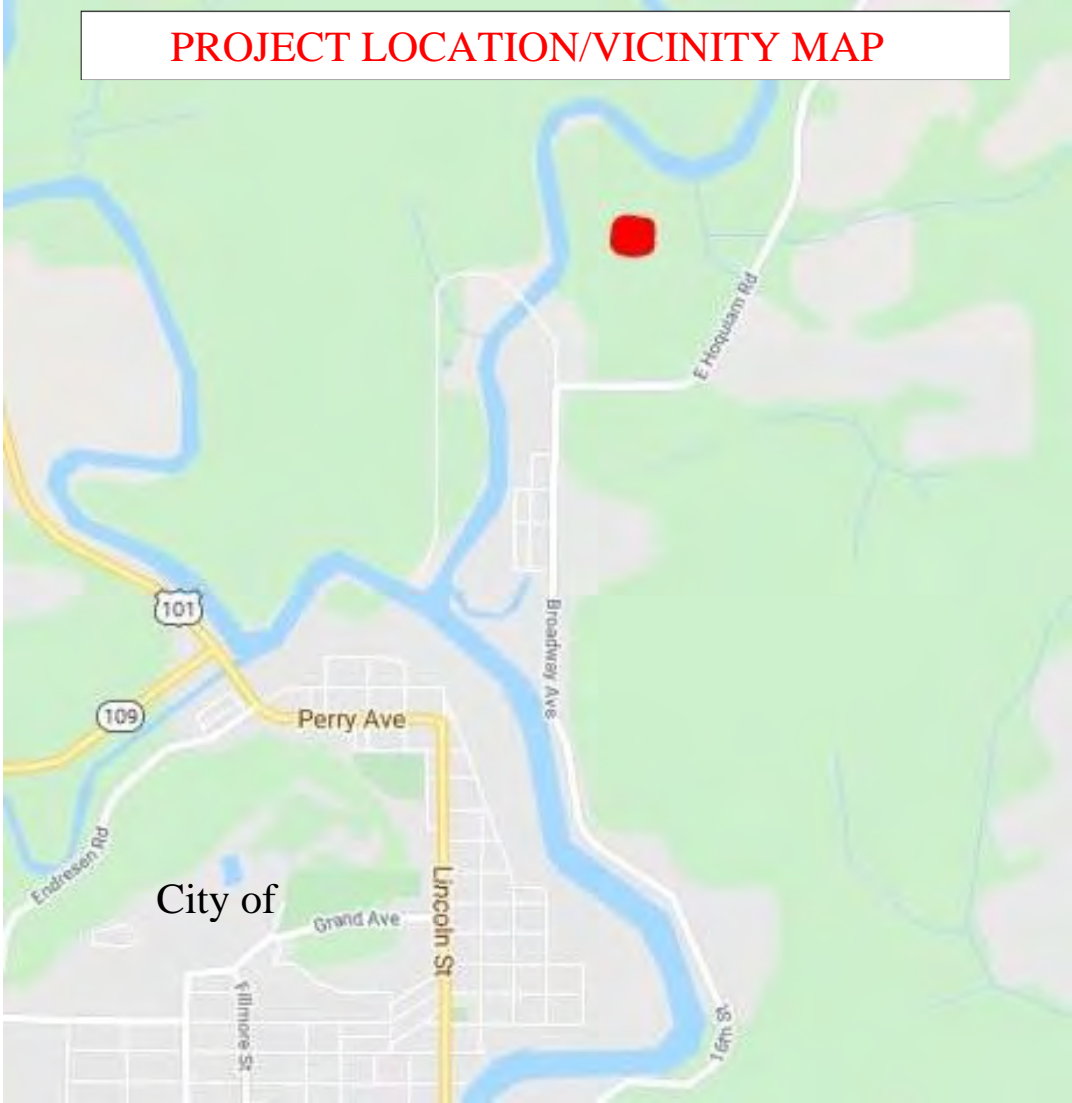 PROJECT LOCATION/VICINITY MAP
E Hoquiam Rd
101
Broadway Ave
109
Perry Ave
Endresen Rd
Lincoln St
City of
Grand Ave
Fillmore St
16th St